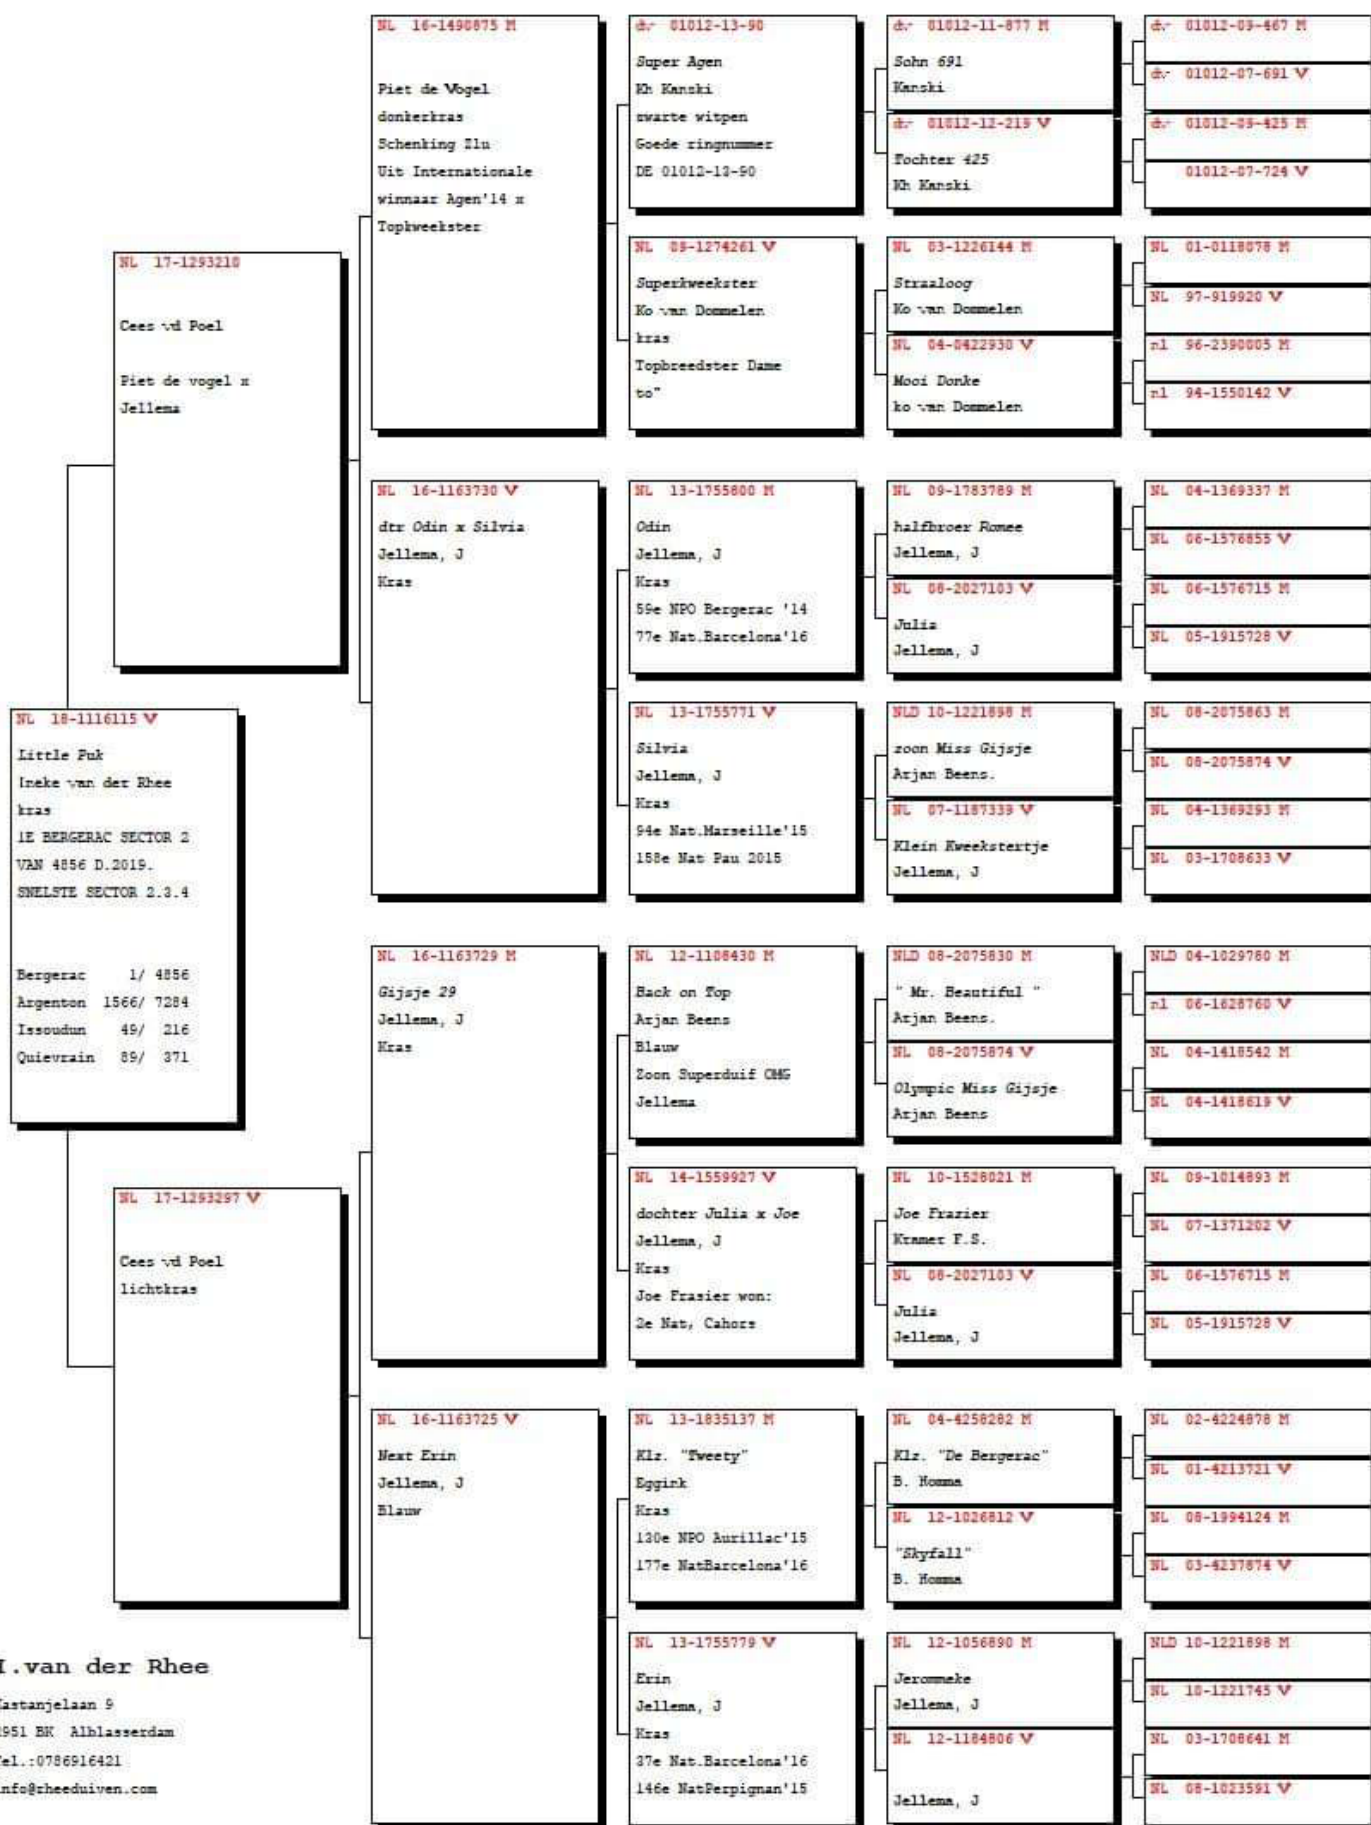 NL 18-1116115 V
Little Puk
Ineke van der Rhee
kras
1E BERGERAC SECTOR 2
VAN 4856 D.2019.
SNELSTE SECTOR 2.3.4
Bergerac 1/ 4856
Argenton 1566/ 7284
Issoudun 49/ 216
Quievrain 89/ 371
NL 17-1293210
Cees vd Poel
Piet de vogel x
Jellema
NL 17-1293297 V
Cees vd Poel
lichtkras
NL 16-1490875 M
Piet de Vogel
donkerkras
Schenking Zlu
Uit Internationale
winnaar Agen'14 x
Topkweekster
NL 16-1163730 V
dtr Odin x Silvia
Jellema, J
Kras
NL 16-1163729 M
Gijsje 29
Jellema, J
Kras
NL 16-1163725 V
Next Erin
Jellema, J
Blauw
dv- 01012-13-90
Super Agen
Kh Kanski
swarte witpen
Goede ringnummer
DE 01012-13-90
NL 09-1274261 V
Superkweekster
Ko van Dommelen
kras
Topbreedster Dame
to"
NL 13-1755800 M
Odin
Jellema, J
Kras
59e NPO Bergerac '14
77e Nat.Barcelona'16
NL 13-1755771 V
Silvia
Jellema, J
Kras
94e Nat.Marseille'15
158e Nat Pau 2015
NL 12-1108430 M
Back on Top
Arjan Beens
Blauw
Zoon Superduif OMG
Jellema
NL 14-1559927 V
dochter Julia x Joe
Jellema, J
Kras
Joe Frasier won:
2e Nat, Cahors
NL 13-1835137 M
Klz. "Tweety"
Eggink
Kras
130e NPO Aurillac'15
177e NatBarcelona'16
NL 13-1755779 V
Erin
Jellema, J
Kras
37e Nat.Barcelona'16
146e NatPerpignan'15
dv- 01012-11-877 M
Sohn 691
Kanski
dv- 01012-12-219 V
Tochter 425
Kh Kanski
NL 03-1226144 M
Straaloog
Ko van Dommelen
NL 04-0422930 V
Mooi Donke
ko van Dommelen
NL 09-1783789 M
halfbroer Romee
Jellema, J
NL 08-2027103 V
Julia
Jellema, J
NLD 10-1221898 M
zoon Miss Gijsje
Arjan Beens.
NL 07-1187339 V
Klein Kweekstertje
Jellema, J
NLD 08-2075830 M
" Mr. Beautiful "
Arjan Beens.
NL 08-2075874 V
Olympic Miss Gijsje
Arjan Beens
NL 10-1528021 M
Joe Frazier
Kramer F.S.
NL 08-2027103 V
Julia
Jellema, J
NL 04-4258282 M
Klz. "De Bergerac"
B. Homma
NL 12-1026812 V
"Skyfall"
B. Homma
NL 12-1056890 M
Jerommeke
Jellema, J
NL 12-1184806 V
Jellema, J
dv- 01012-09-467 M
dv- 01012-07-691 V
dv- 01012-09-425 M
01012-07-724 V
NL 01-0118078 M
NL 97-919920 V
nl 96-2390005 M
nl 94-1550142 V
NL 04-1369337 M
NL 06-1576855 V
NL 06-1576715 M
NL 05-1915728 V
NL 08-2075863 M
NL 08-2075874 V
NL 04-1369293 M
NL 03-1708633 V
NLD 04-1029780 M
nl 06-1628760 V
NL 04-1418542 M
NL 04-1418619 V
NL 09-1014893 M
NL 07-1371202 V
NL 06-1576715 M
NL 05-1915728 V
NL 02-4224878 M
NL 01-4213721 V
NL 08-1994124 M
NL 03-4237874 V
NLD 10-1221898 M
NL 10-1221745 V
NL 03-1708641 M
NL 08-1023591 V
I.van der Rhee
Kastanjelaan 9
2951 BK Alblasserdam
Tel.:0786916421
info@rheeduiven.com